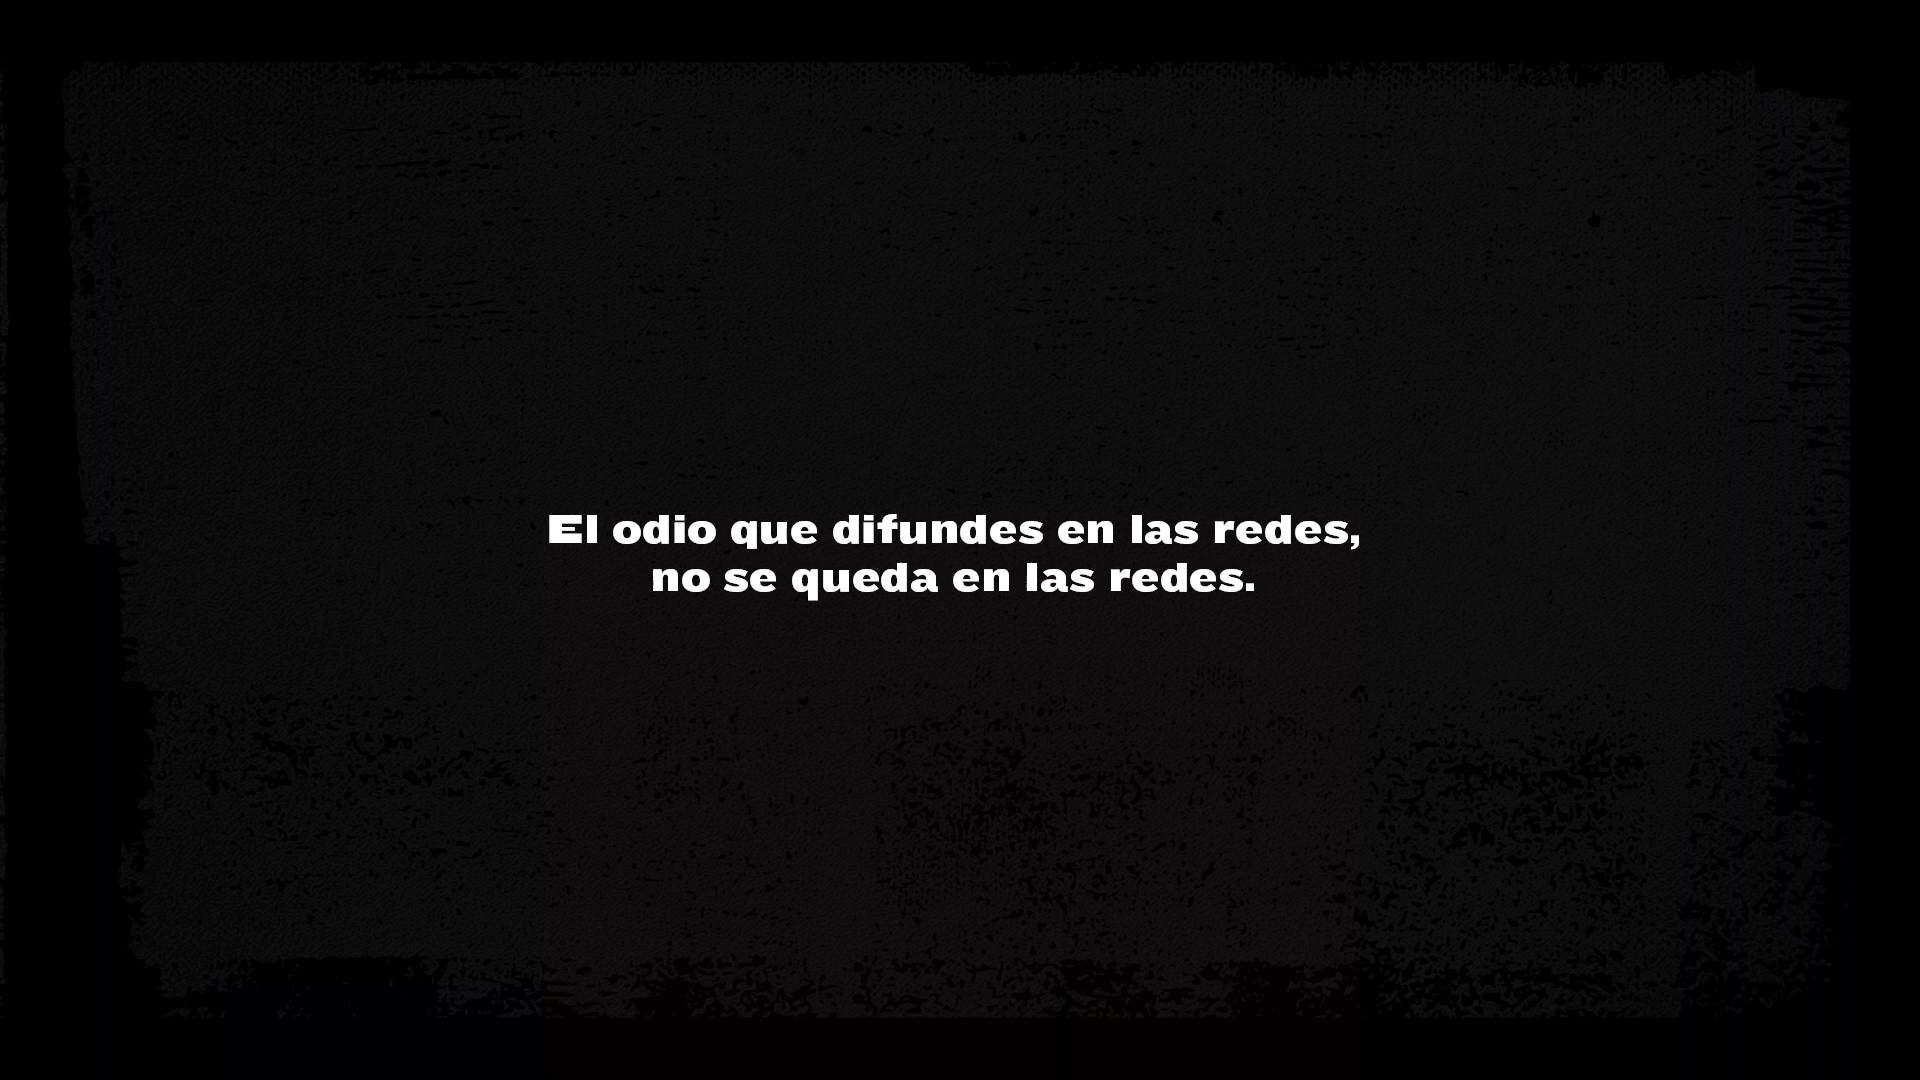 El odio que difundes en las redes,
no se queda en las redes.